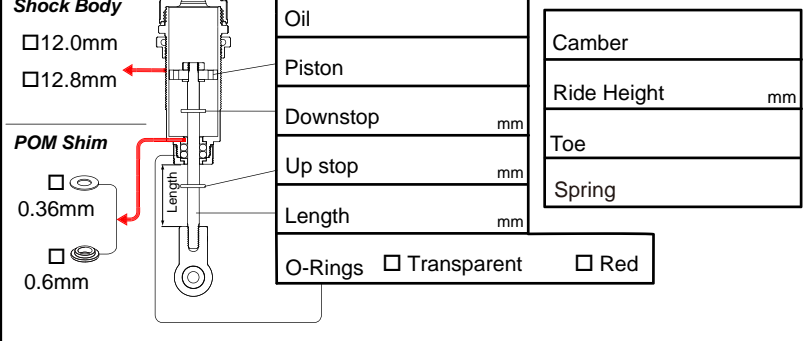 Shock Body
12.0mm
12.8mm
POM Shim
0.36mm
0.6mm
Length
Oil
Piston
Downstop mm
Up stop mm
Length mm
O-Rings Transparent Red
Camber
Ride Height mm
Toe
Spring